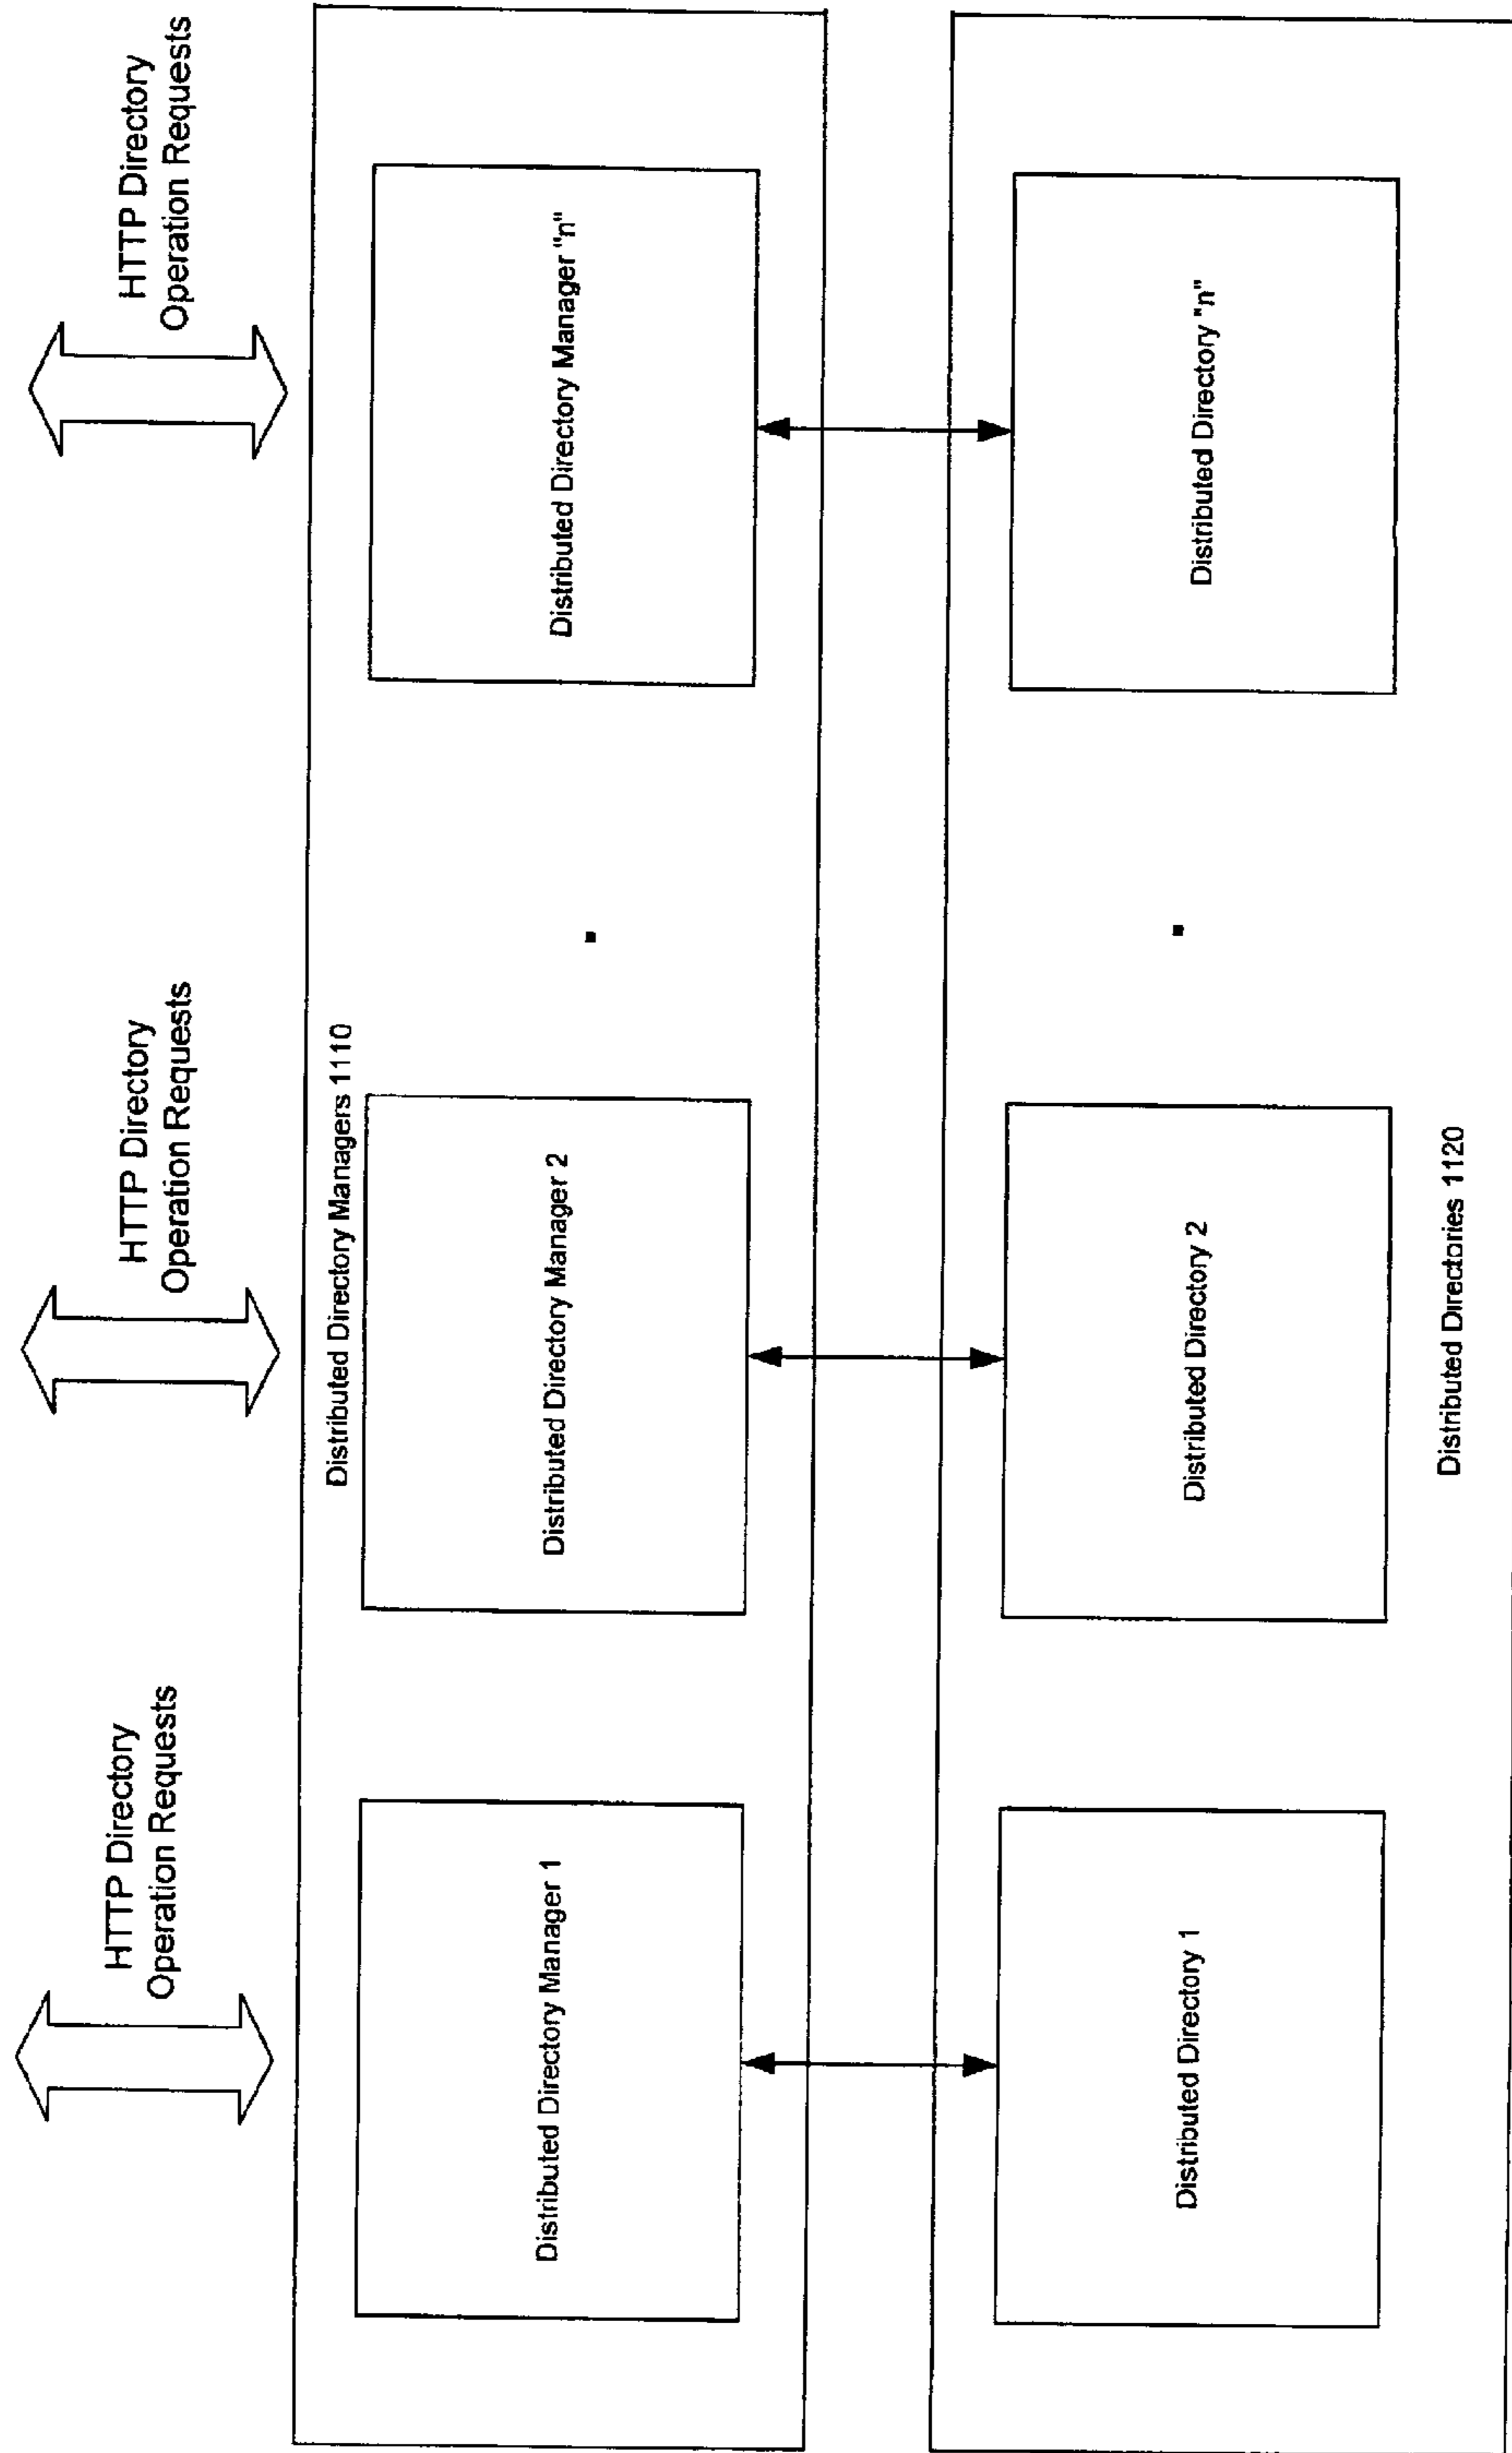 HTTP Directory
Operation Requests
HTTP Directory
Operation Requests
HTTP Directory
Operation Requests
Distributed Directory Managers 1110
Distributed Directory Manager 1
Distributed Directory Manager 2
Distributed Directory Manager "n"
Distributed Directory 1
Distributed Directory 2
Distributed Directory "n"
Distributed Directories 1120